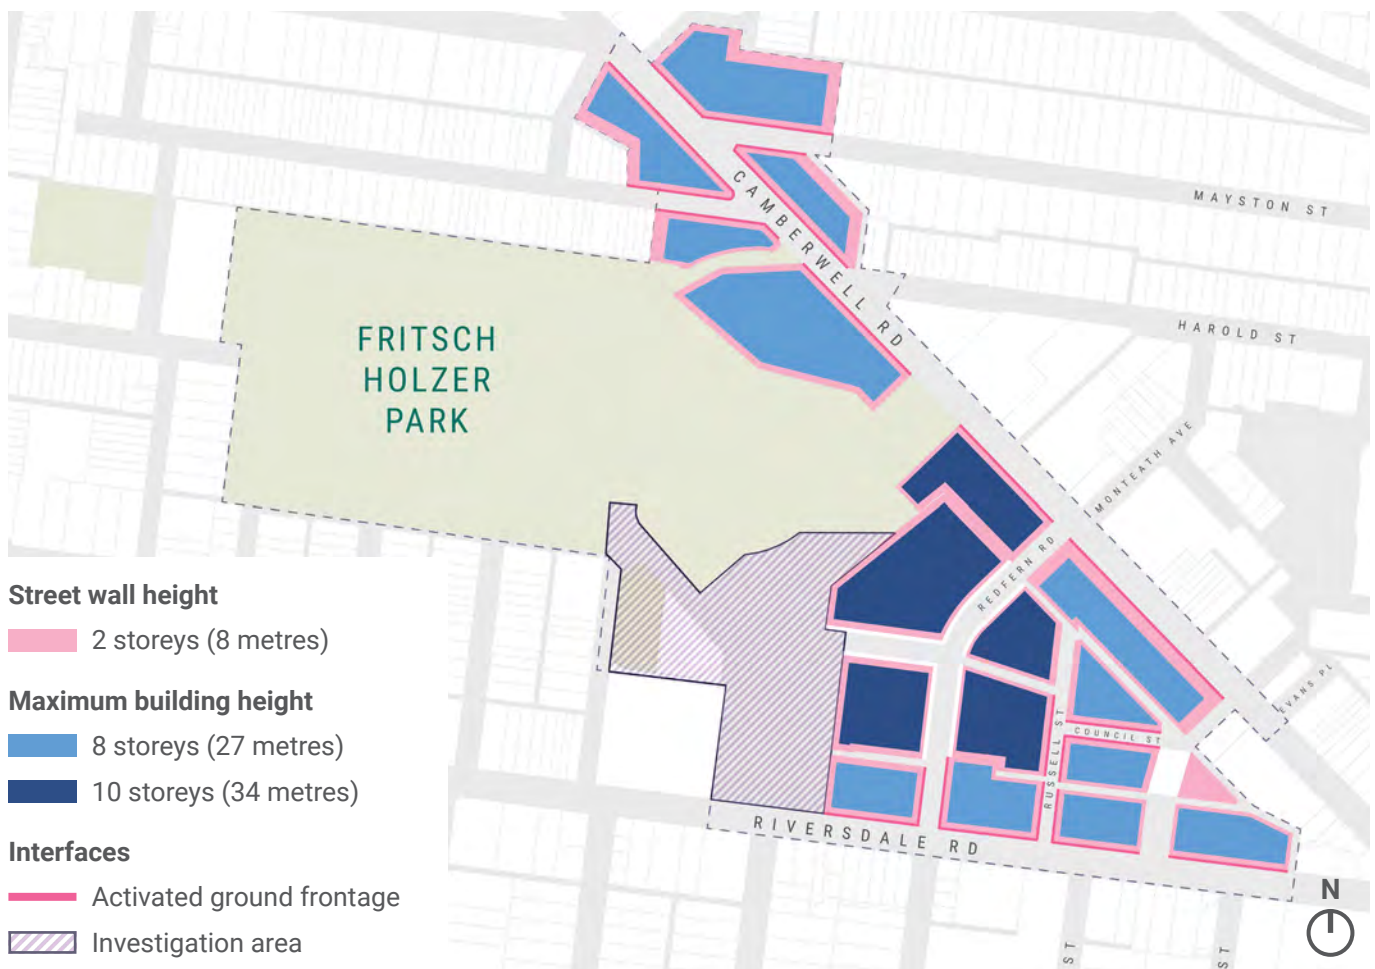 MAYSTON ST
CAMBERWELL RD
HAROLD ST
FRITSCH
HOLZER
PARK
MONTEATH AVE
REDFERN RD
EVANS PL
COUNCIL ST
RUSSELL ST
RIVERSDALE RD
ST
ST
Street wall height
2 storeys (8 metres)
Maximum building height
8 storeys (27 metres)
10 storeys (34 metres)
Interfaces
Activated ground frontage
Investigation area
N